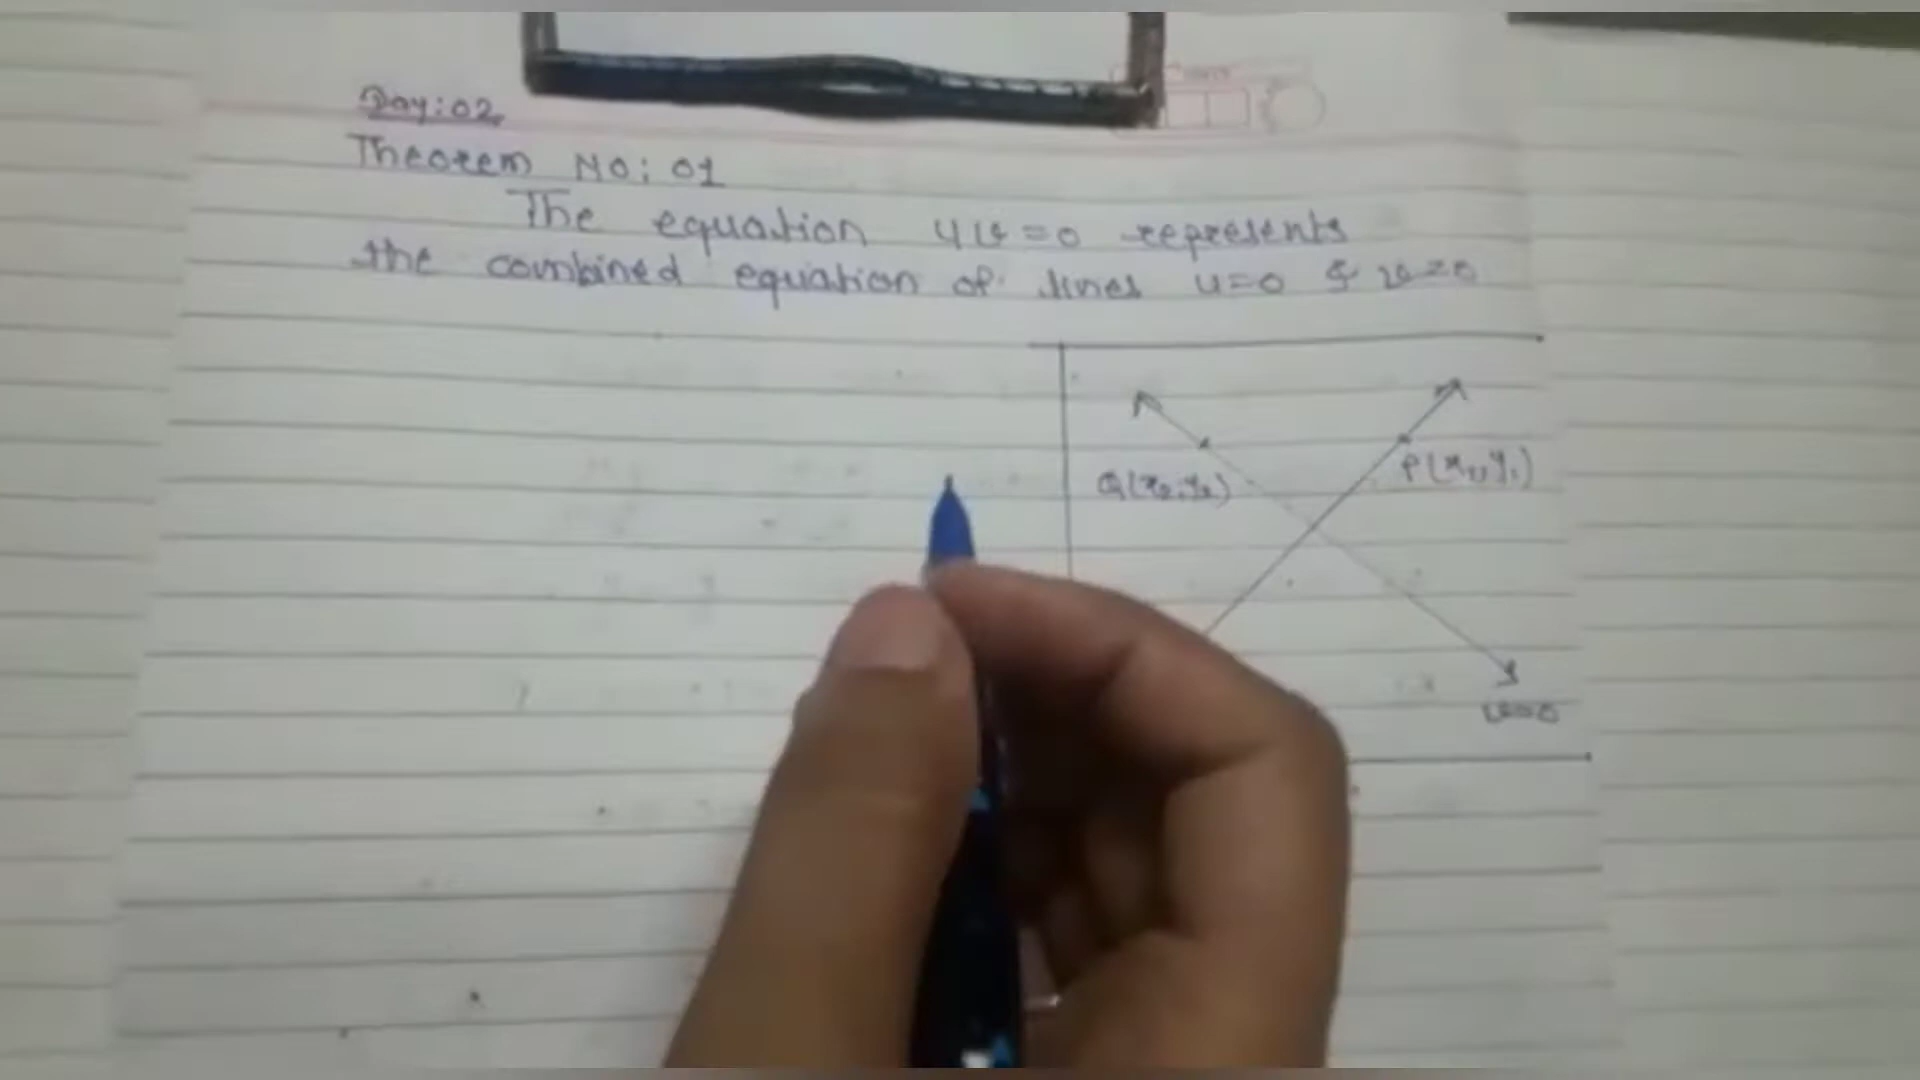 Day:02
Theorem NO: 01
The equation uv=0 represents
the combined equation of lines u=0 & v=0
Q(x₂,y₂)
P(x₁,y₁)
v=0